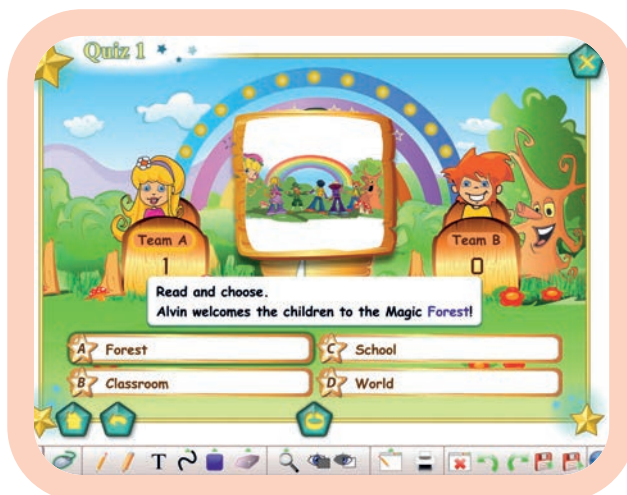 Quiz 1
Team A
1
Team B
0
Read and choose.
Alvin welcomes the children to the Magic Forest!
A Forest
B Classroom
C School
D World
T